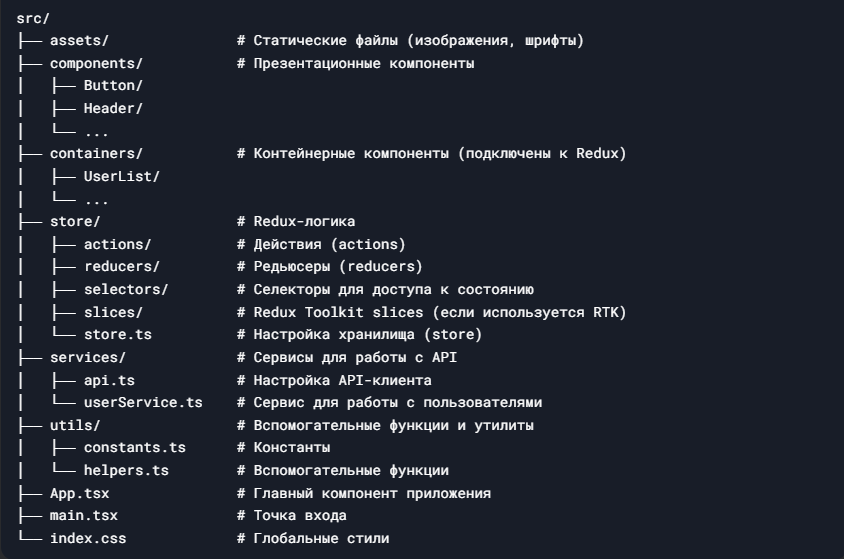 src/
├── assets/               # Статические файлы (изображения, шрифты)
├── components/           # Презентационные компоненты
│   ├── Button/
│   ├── Header/
│   └── ...
├── containers/           # Контейнерные компоненты (подключены к Redux)
│   ├── UserList/
│   └── ...
├── store/                # Redux-логика
│   ├── actions/          # Действия (actions)
│   ├── reducers/         # Редьюсеры (reducers)
│   ├── selectors/        # Селекторы для доступа к состоянию
│   ├── slices/           # Redux Toolkit slices (если используется RTK)
│   └── store.ts          # Настройка хранилища (store)
├── services/             # Сервисы для работы с API
│   ├── api.ts            # Настройка API-клиента
│   └── userService.ts    # Сервис для работы с пользователями
├── utils/                # Вспомогательные функции и утилиты
│   ├── constants.ts      # Константы
│   └── helpers.ts        # Вспомогательные функции
├── App.tsx               # Главный компонент приложения
├── main.tsx              # Точка входа
└── index.css             # Глобальные стили